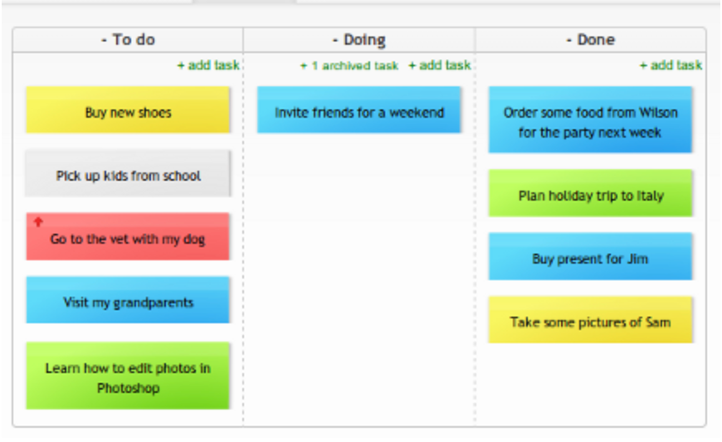 - To do
+ add task
Buy new shoes
Pick up kids from school
Go to the vet with my dog
Visit my grandparents
Learn how to edit photos in
Photoshop
- Doing
+ 1 archived task + add task
Invite friends for a weekend
- Done
+ add task
Order some food from Wilson
for the party next week
Plan holiday trip to Italy
Buy present for Jim
Take some pictures of Sam